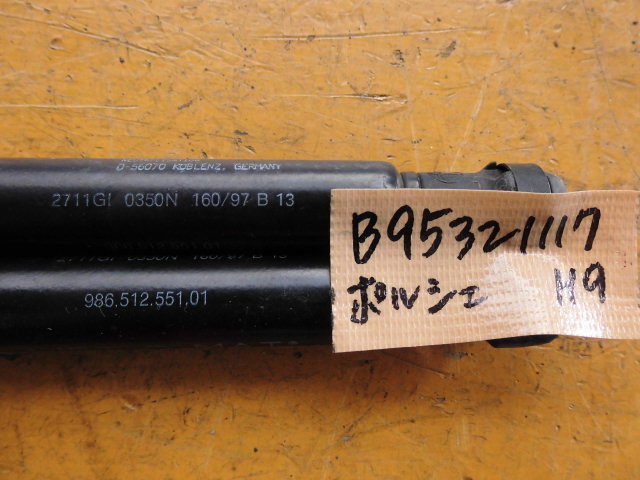 D-56070 KOBLENZ, GERMANY
2711GI 0350N 160/97 B 13
986.512.551.01
B95321117
ポルシェ H9